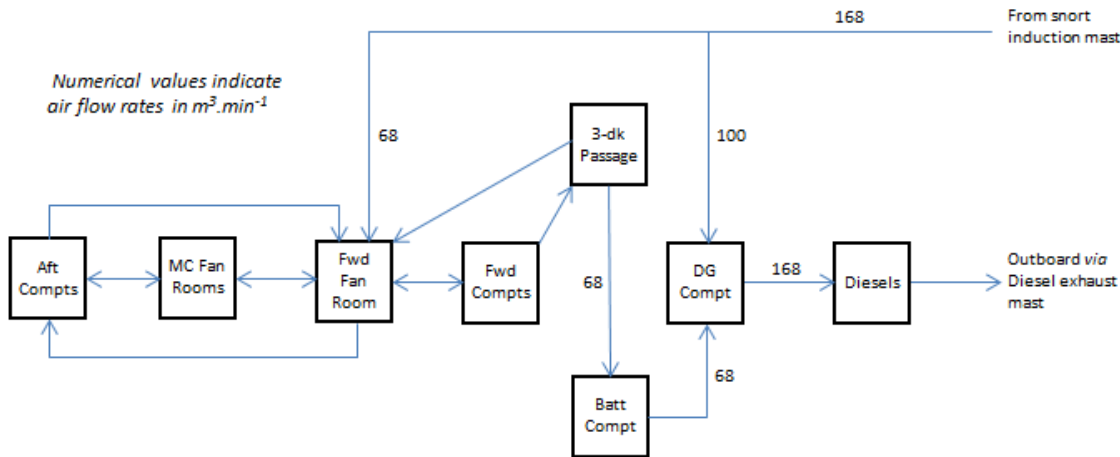 168
From snort
induction mast
Numerical values indicate
air flow rates in m³.min⁻¹
68
3-dk
Passage
100
Aft
Compts
MC Fan
Rooms
Fwd
Fan
Room
Fwd
Compts
68
DG
Compt
168
Diesels
Outboard via
Diesel exhaust
mast
68
Batt
Compt